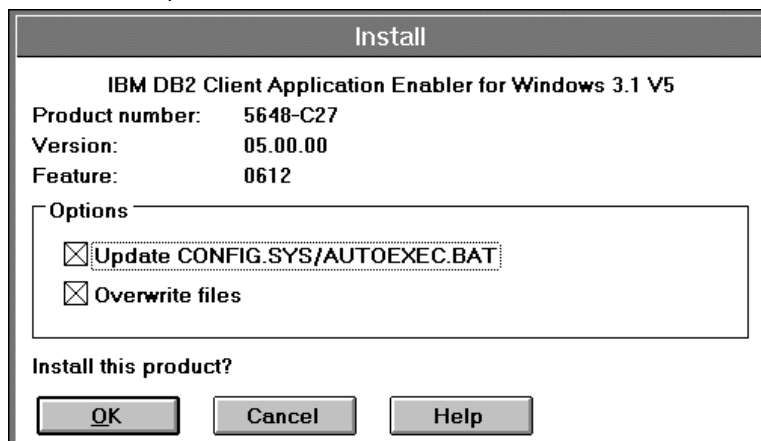 Install
IBM DB2 Client Application Enabler for Windows 3.1 V5
Product number: 5648-C27
Version: 05.00.00
Feature: 0612
Options
Update CONFIG.SYS/AUTOEXEC.BAT
Overwrite files
Install this product?
OK Cancel Help